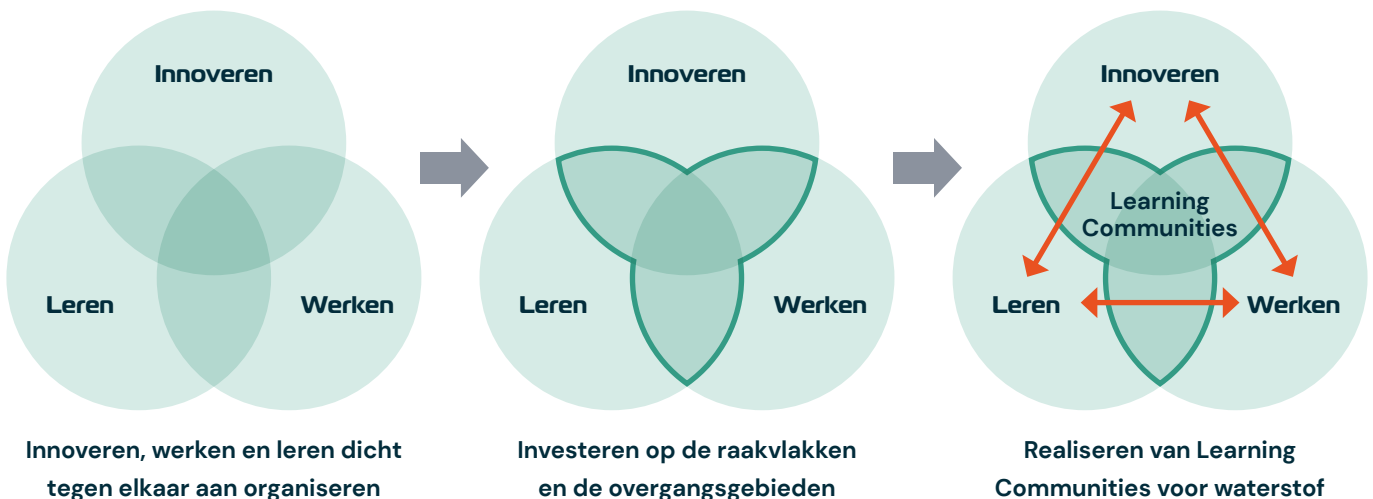 Innoveren
Leren
Werken
Innoveren, werken en leren dicht
tegen elkaar aan organiseren
Innoveren
Leren
Werken
Investeren op de raakvlakken
en de overgangsgebieden
Innoveren
Learning
Communities
Leren
Werken
Realiseren van Learning
Communities voor waterstof